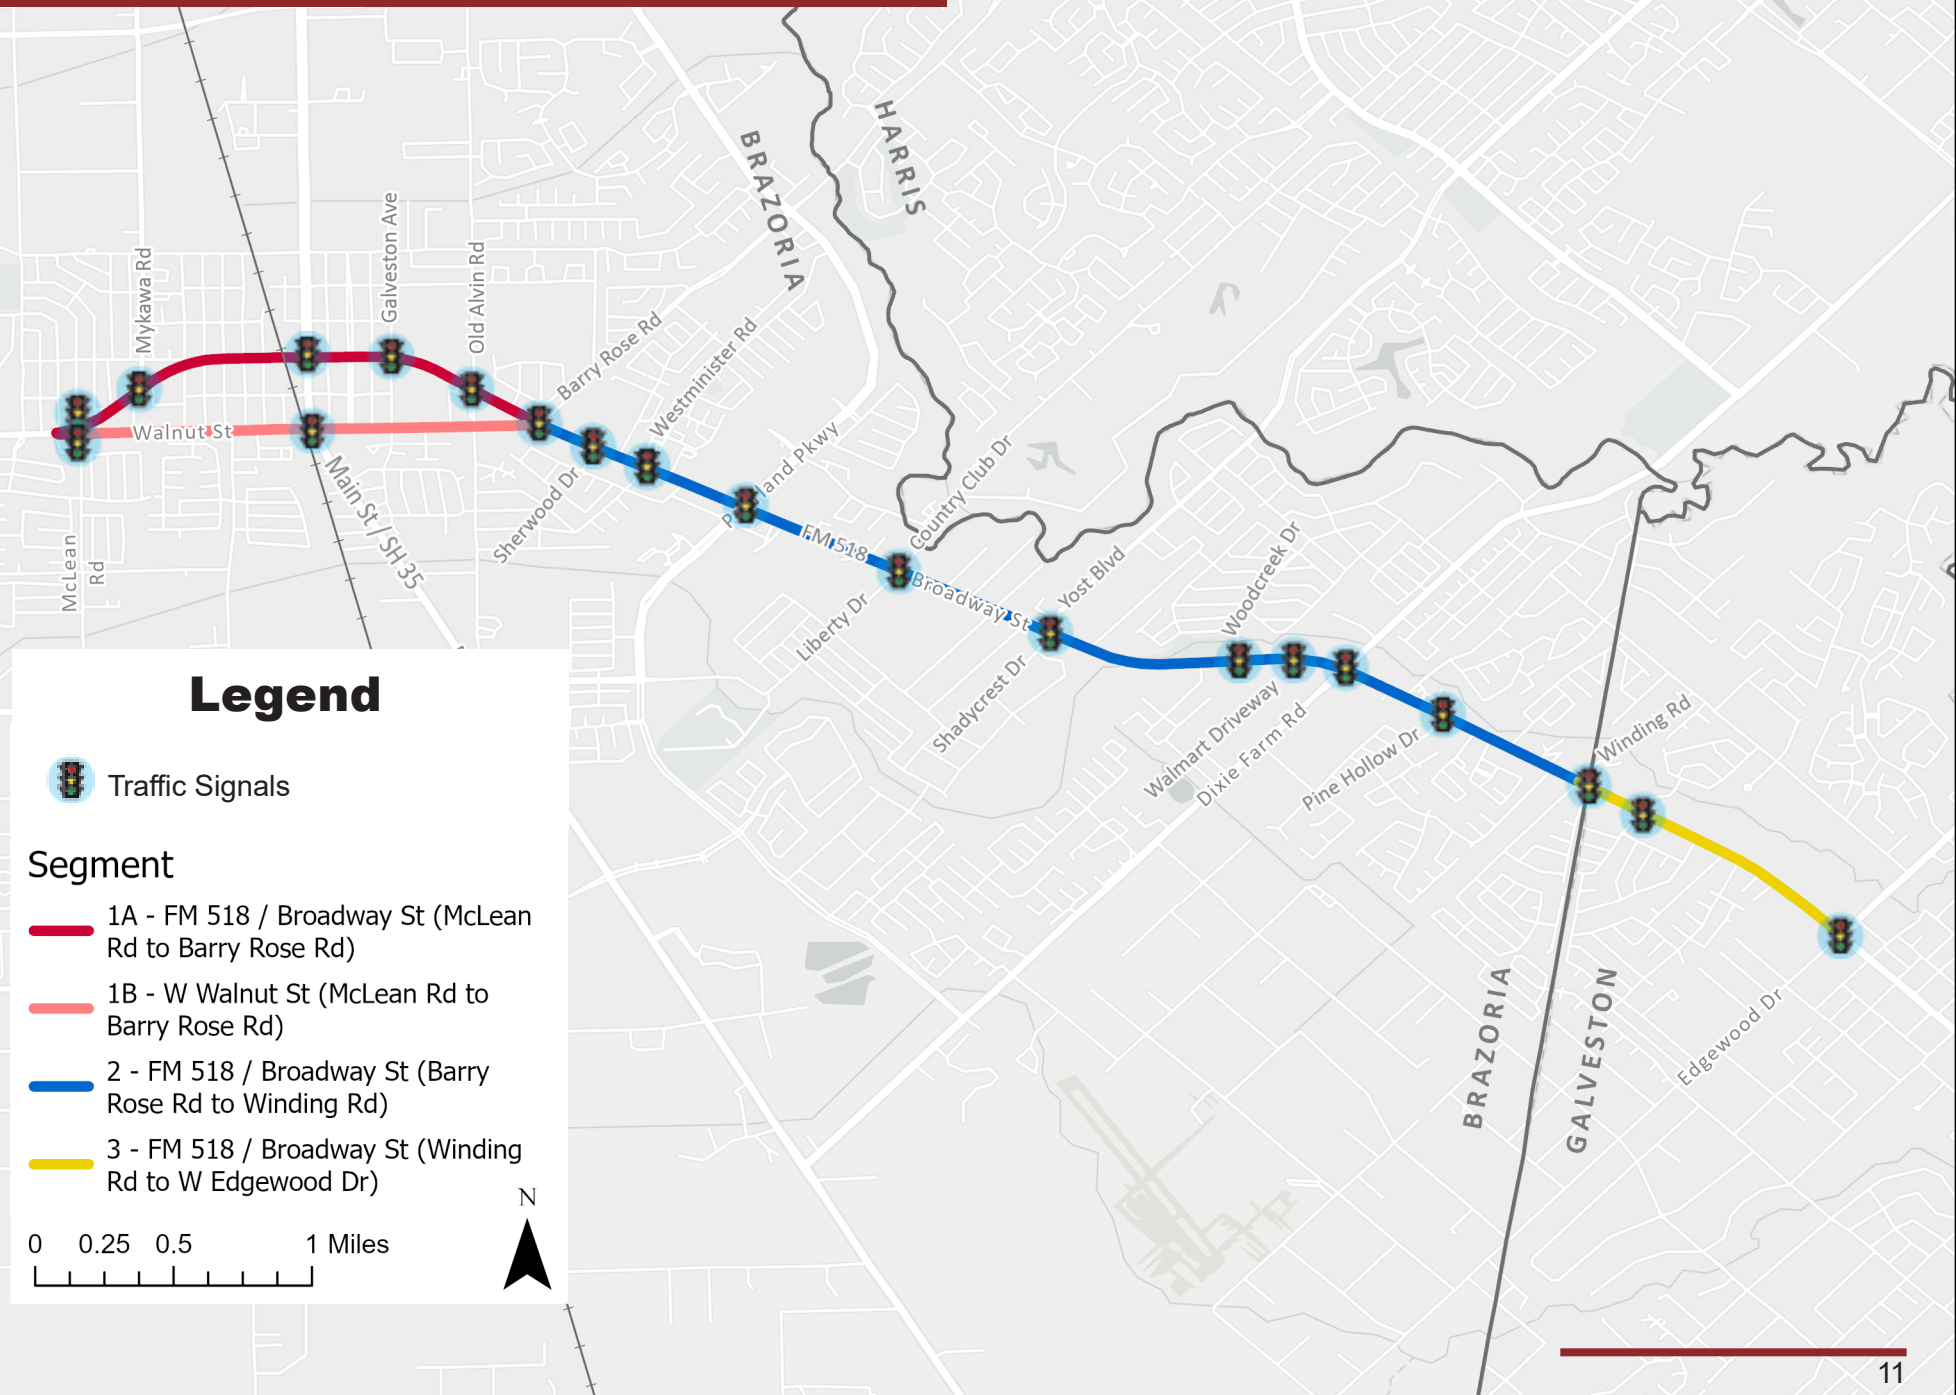 HARRIS
BRAZORIA
Galveston Ave
Mykawa Rd
Old Alvin Rd
Barry Rose Rd
Westminister Rd
Walnut St
land Pkwy
P
Country Club Dr
Main St / SH 35
Sherwood Dr
FM 518
McLean
Rd
Broadway St
Yost Blvd
Woodcreek Dr
Liberty Dr
Shadycrest Dr
Walmart Driveway
Dixie Farm Rd
Pine Hollow Dr
Winding Rd
BRAZORIA
GALVESTON
Edgewood Dr
Legend
Traffic Signals
Segment
1A - FM 518 / Broadway St (McLean
Rd to Barry Rose Rd)
1B - W Walnut St (McLean Rd to
Barry Rose Rd)
2 - FM 518 / Broadway St (Barry
Rose Rd to Winding Rd)
3 - FM 518 / Broadway St (Winding
Rd to W Edgewood Dr)
N
0 0.25 0.5 1 Miles
11